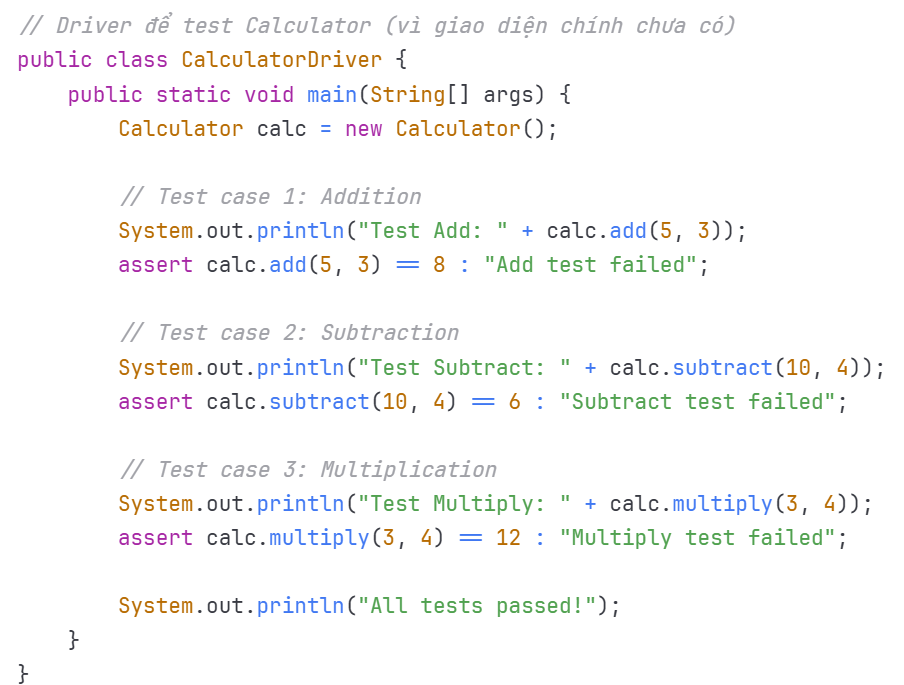 // Driver để test Calculator (vì giao diện chính chưa có)
public class CalculatorDriver {
    public static void main(String[] args) {
        Calculator calc = new Calculator();

        // Test case 1: Addition
        System.out.println("Test Add: " + calc.add(5, 3));
        assert calc.add(5, 3) == 8 : "Add test failed";

        // Test case 2: Subtraction
        System.out.println("Test Subtract: " + calc.subtract(10, 4));
        assert calc.subtract(10, 4) == 6 : "Subtract test failed";

        // Test case 3: Multiplication
        System.out.println("Test Multiply: " + calc.multiply(3, 4));
        assert calc.multiply(3, 4) == 12 : "Multiply test failed";

        System.out.println("All tests passed!");
    }
}